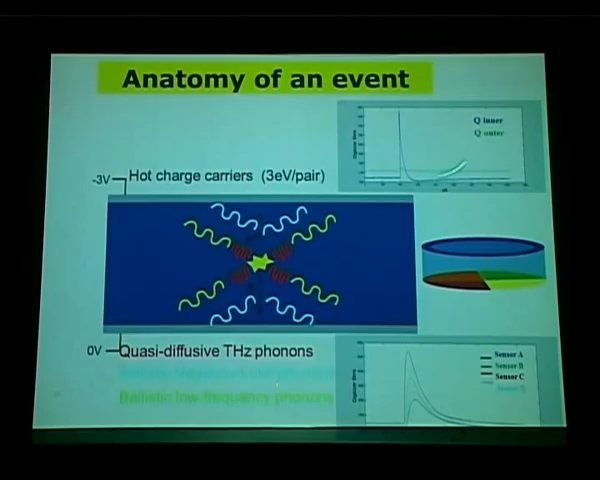 Anatomy of an event
Q inner
Q outer
-3V
Hot charge carriers (3eV/pair)
0V
Quasi-diffusive THz phonons
Ballistic low-frequency phonons
Sensor A
Sensor B
Sensor C